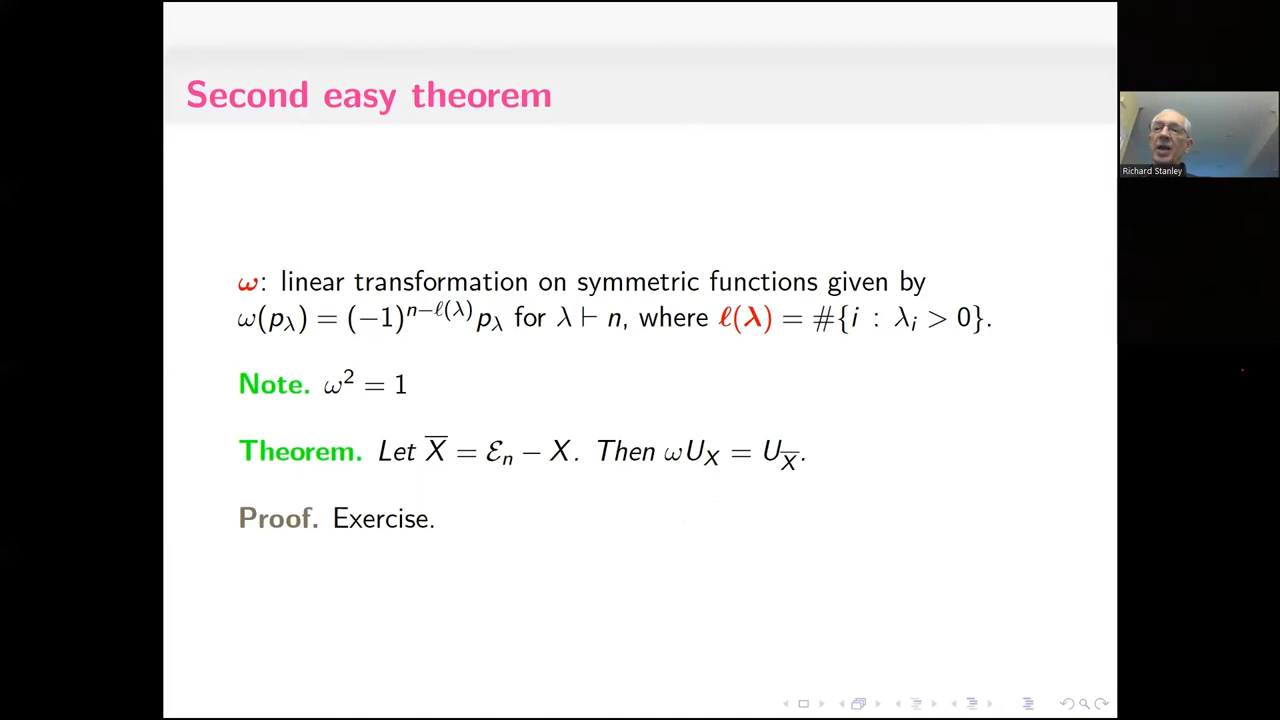 Second easy theorem
Richard Stanley
ω: linear transformation on symmetric functions given by
ω(p_λ) = (−1)^{n−ℓ(λ)} p_λ for λ ⊢ n, where ℓ(λ) = #{i : λ_i > 0}.
Note. ω² = 1
Theorem. Let X̅ = ℰ_n − X. Then ωU_X = U_X̅.
Proof. Exercise.